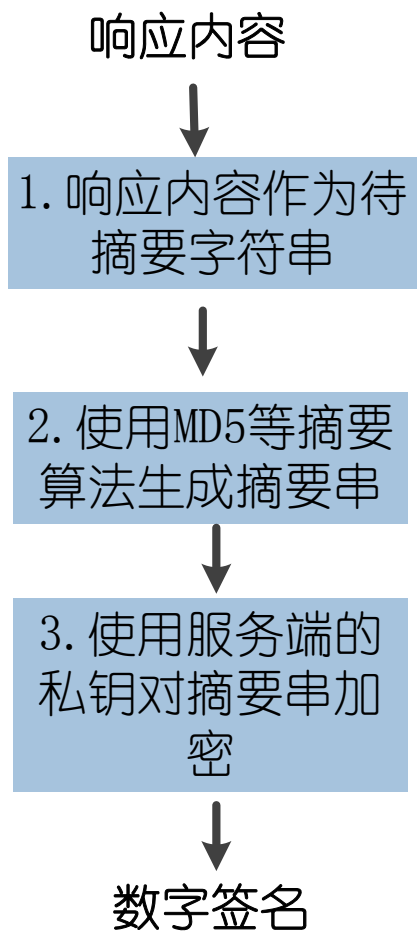 响应内容
1.响应内容作为待
摘要字符串
2.使用MD5等摘要
算法生成摘要串
3.使用服务端的
私钥对摘要串加
密
数字签名